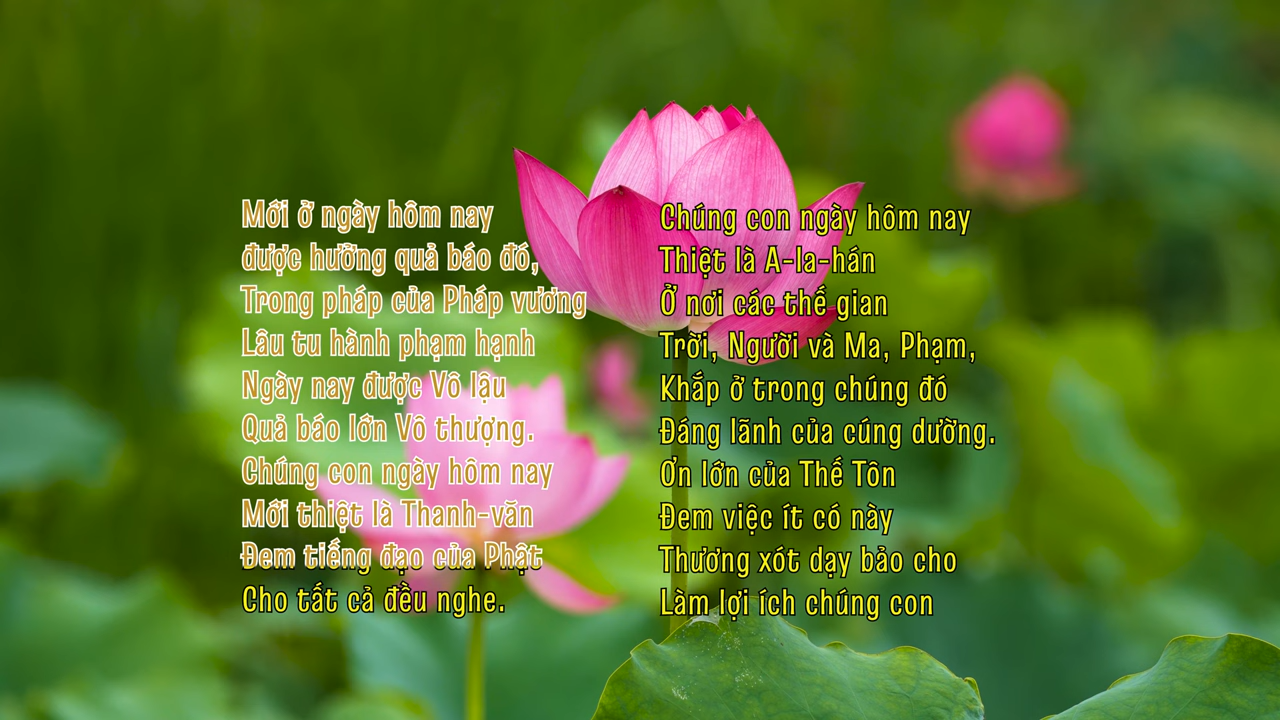 Mới ở ngày hôm nay
được hưởng quả báo đó,
Trong pháp của Pháp vương
Lâu tu hành phạm hạnh
Ngày nay được Vô lậu
Quả báo lớn Vô thượng.
Chúng con ngày hôm nay
Mới thiệt là Thanh-văn
Đem tiếng đạo của Phật
Cho tất cả đều nghe.
Chúng con ngày hôm nay
Thiệt là A-la-hán
Ở nơi các thế gian
Trời, Người và Ma, Phạm,
Khắp ở trong chúng đó
Đáng lãnh của cúng dường.
Ơn lớn của Thế Tôn
Đem việc ít có này
Thương xót dạy bảo cho
Làm lợi ích chúng con